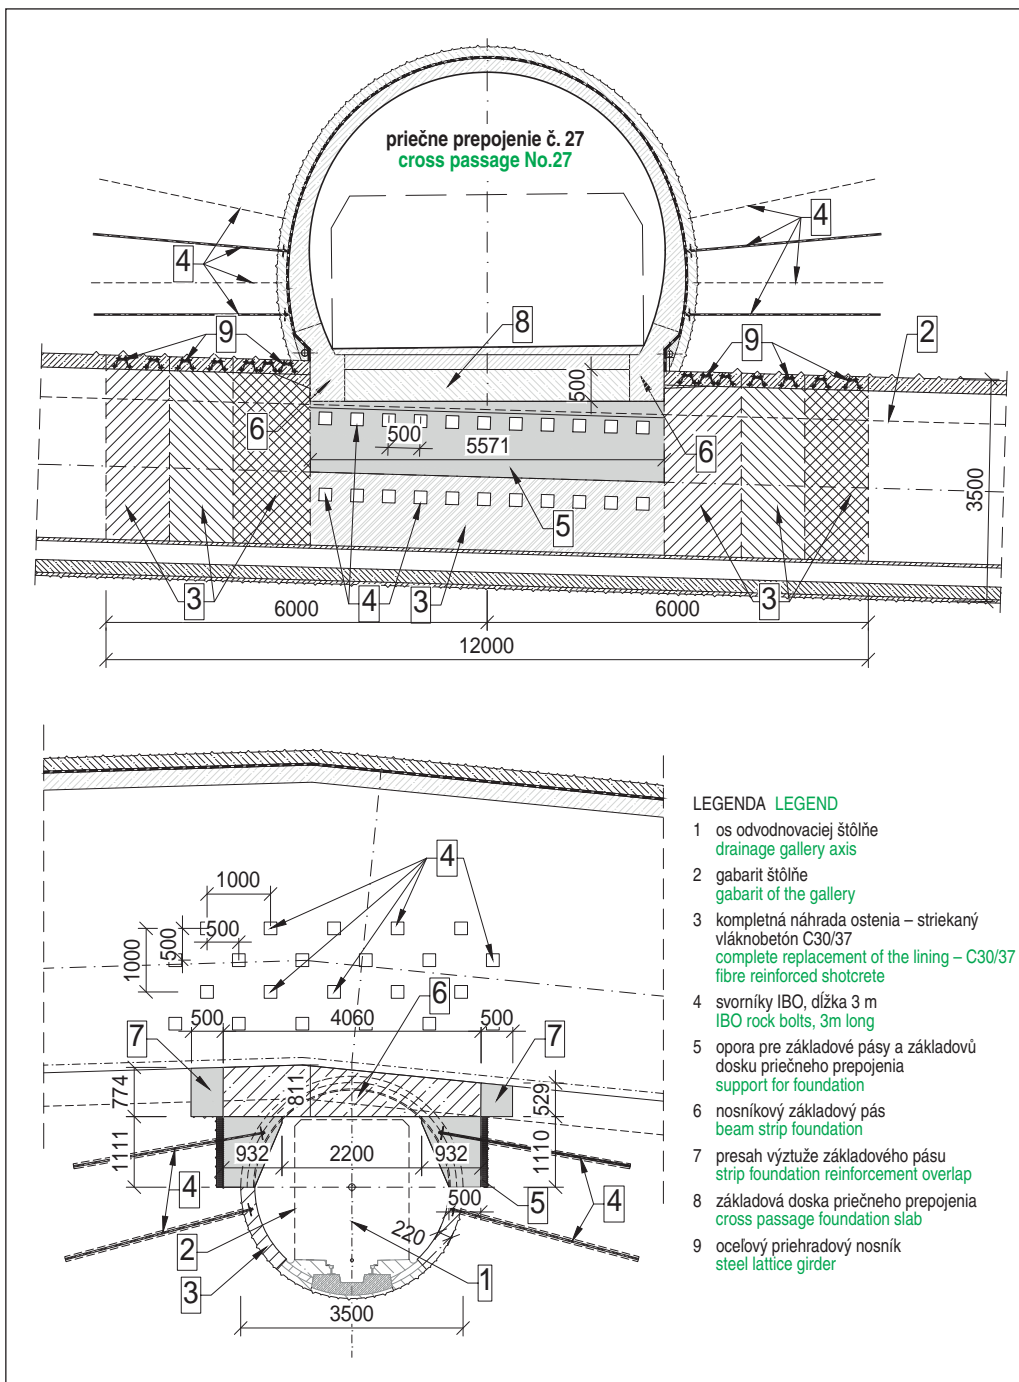 priečne prepojenie č. 27
cross passage No.27
4
4
9
8
9
2
6
500
500
5571
6
3500
5
3
4
3
3
6000
6000
12000
4
1000
500
500
1000
6
500
4060
500
7
7
774
811
529
1111
932
2200
932
1110
4
500
5
4
2
220
3
1
3500
LEGENDA LEGEND
1 os odvodnovaciej štôlňe
drainage gallery axis
2 gabarit štôlňe
gabarit of the gallery
3 kompletná náhrada ostenia – striekaný
vláknobetón C30/37
complete replacement of the lining – C30/37
fibre reinforced shotcrete
4 svorníky IBO, dĺžka 3 m
IBO rock bolts, 3m long
5 opora pre základové pásy a základovů
dosku priečneho prepojenia
support for foundation
6 nosníkový základový pás
beam strip foundation
7 presah výztuže základového pásu
strip foundation reinforcement overlap
8 základová doska priečneho prepojenia
cross passage foundation slab
9 oceľový priehradový nosník
steel lattice girder